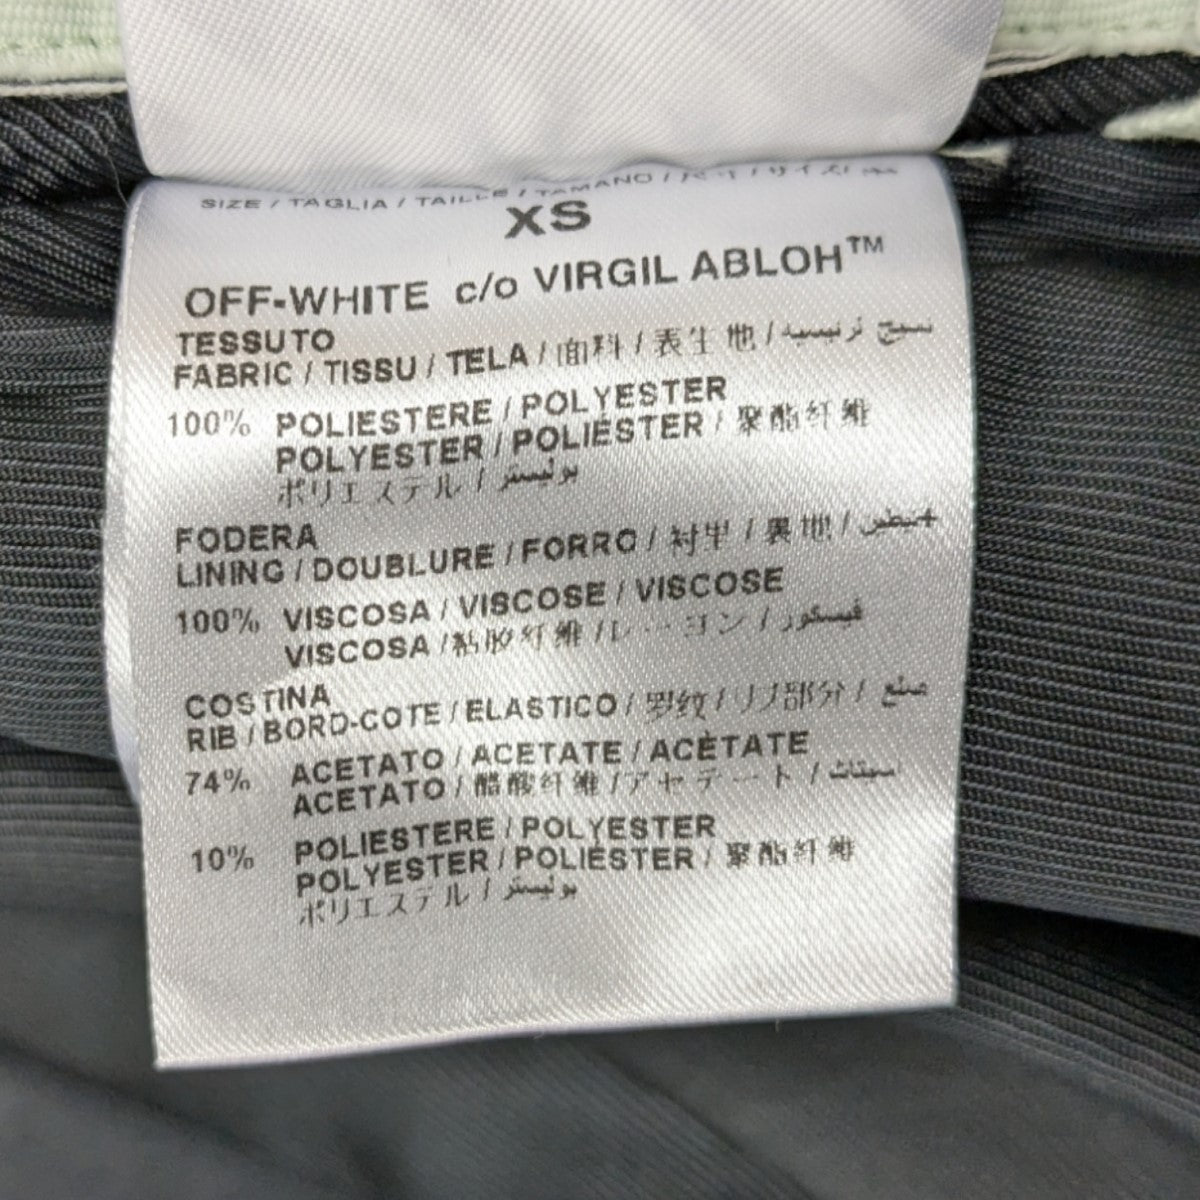 SIZE / TAGLIA / TAILLE / TAMANO / 尺寸 / サイズ /
XS
OFF-WHITE c/o VIRGIL ABLOH™
TESSUTO
FABRIC / TISSU / TELA / 面料 / 表生地 / نسيج
100% POLIESTERE / POLYESTER
POLYESTER / POLIÉSTER / 聚酯纤维
ポリエステル / بوليستر
FODERA
LINING / DOUBLURE / FORRO / 衬里 / 裏地 /
100% VISCOSA / VISCOSE / VISCOSE
VISCOSA / 粘胶纤维 / レーヨン / فيسكوز
COSTINA
RIB / BORD-COTE / ELASTICO / 罗纹 / リブ部分 /
74% ACETATO / ACETATE / ACÉTATE
ACETATO / 醋酸纤维 / アセテート /
10% POLIESTERE / POLYESTER
POLYESTER / POLIÉSTER / 聚酯纤维
ポリエステル / بوليستر